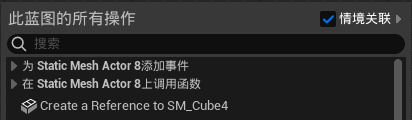 此蓝图的所有操作 情境关联
搜索
为 Static Mesh Actor 8添加事件
在 Static Mesh Actor 8上调用函数
Create a Reference to SM_Cube4